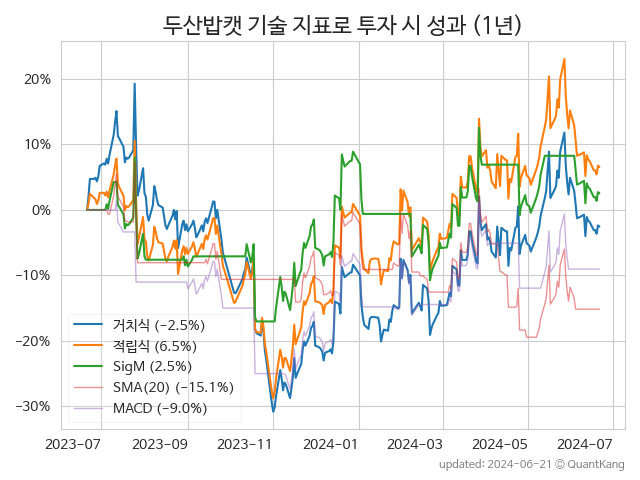 두산밥캣 기술 지표로 투자 시 성과 (1년)
20%
10%
0%
−10%
−20%
−30%
거치식 (−2.5%)
적립식 (6.5%)
SigM (2.5%)
SMA(20) (−15.1%)
MACD (−9.0%)
2023−07
2023−09
2023−11
2024−01
2024−03
2024−05
2024−07
updated: 2024−06−21 © QuantKang